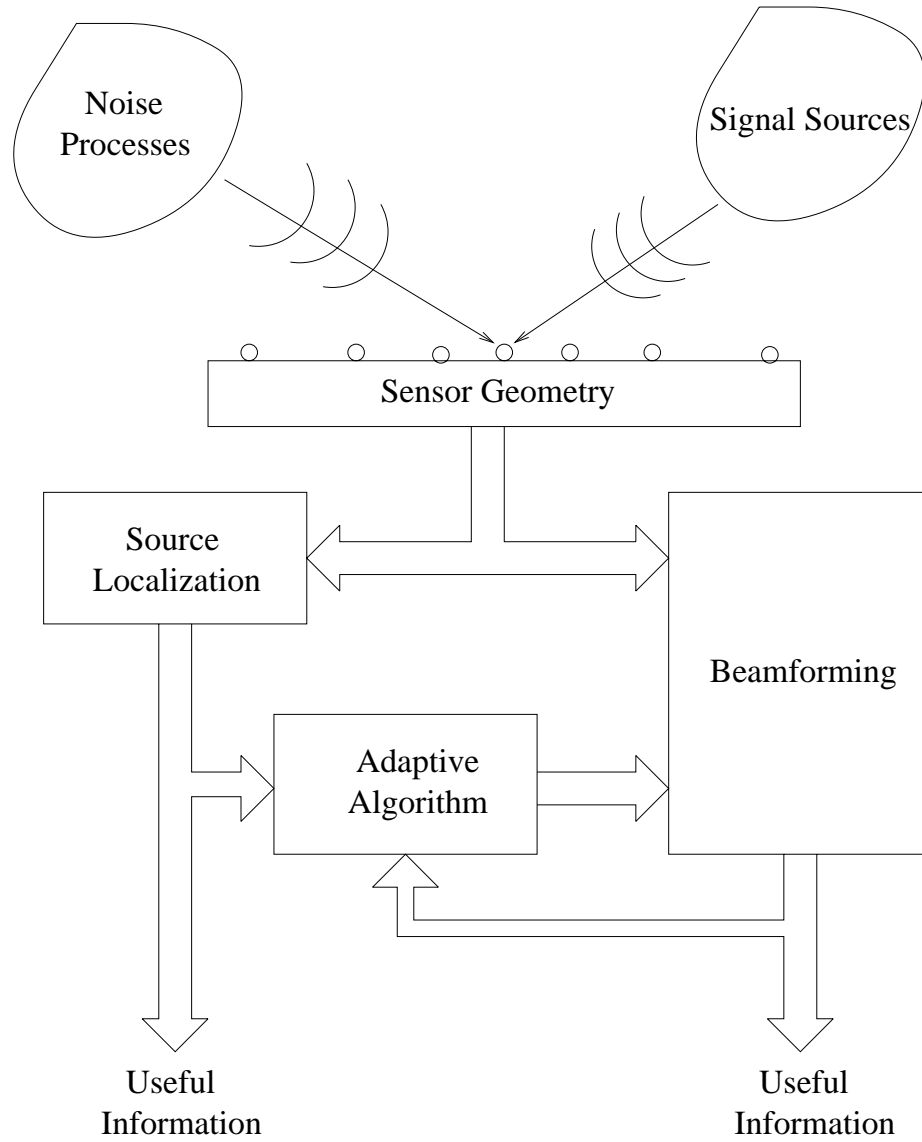 Noise
Processes
Signal Sources
Sensor Geometry
Source
Localization
Beamforming
Adaptive
Algorithm
Useful
Information
Useful
Information